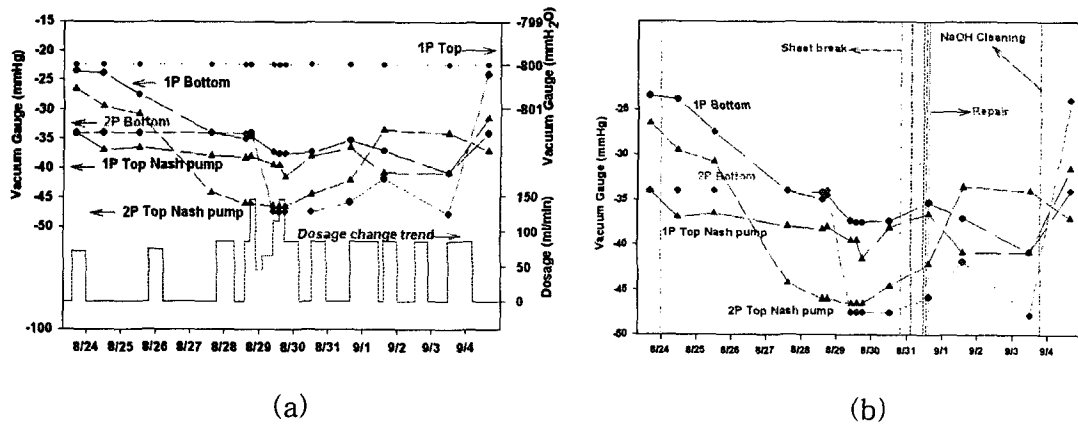 -15
-20
-25
-30
-35
-40
-45
-50
-100
Vacuum Gauge (mmHg)
1P Bottom
2P Bottom
1P Top Nash pump
2P Top Nash pump
Dosage change trend
1P Top
-799
-800
-801
Vacuum Gauge (mmH2O)
150
100
50
0
Dosage (ml/min)
8/24 8/25 8/26 8/27 8/28 8/29 8/30 8/31 9/1 9/2 9/3 9/4
(a)
-25
-30
-35
-40
-45
-50
Vacuum Gauge (mmHg)
Sheet break
NaOH Cleaning
Repair
1P Bottom
2P Bottom
1P Top Nash pump
2P Top Nash pump
8/24 8/25 8/26 8/27 8/28 8/29 8/30 8/31 9/1 9/2 9/3 9/4
(b)